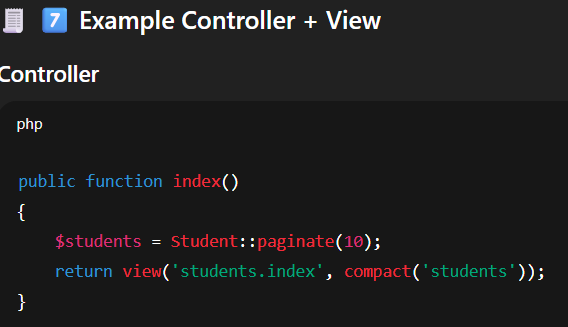 🧾 7️⃣ Example Controller + View
Controller
php
public function index()
{
    $students = Student::paginate(10);
    return view('students.index', compact('students'));
}